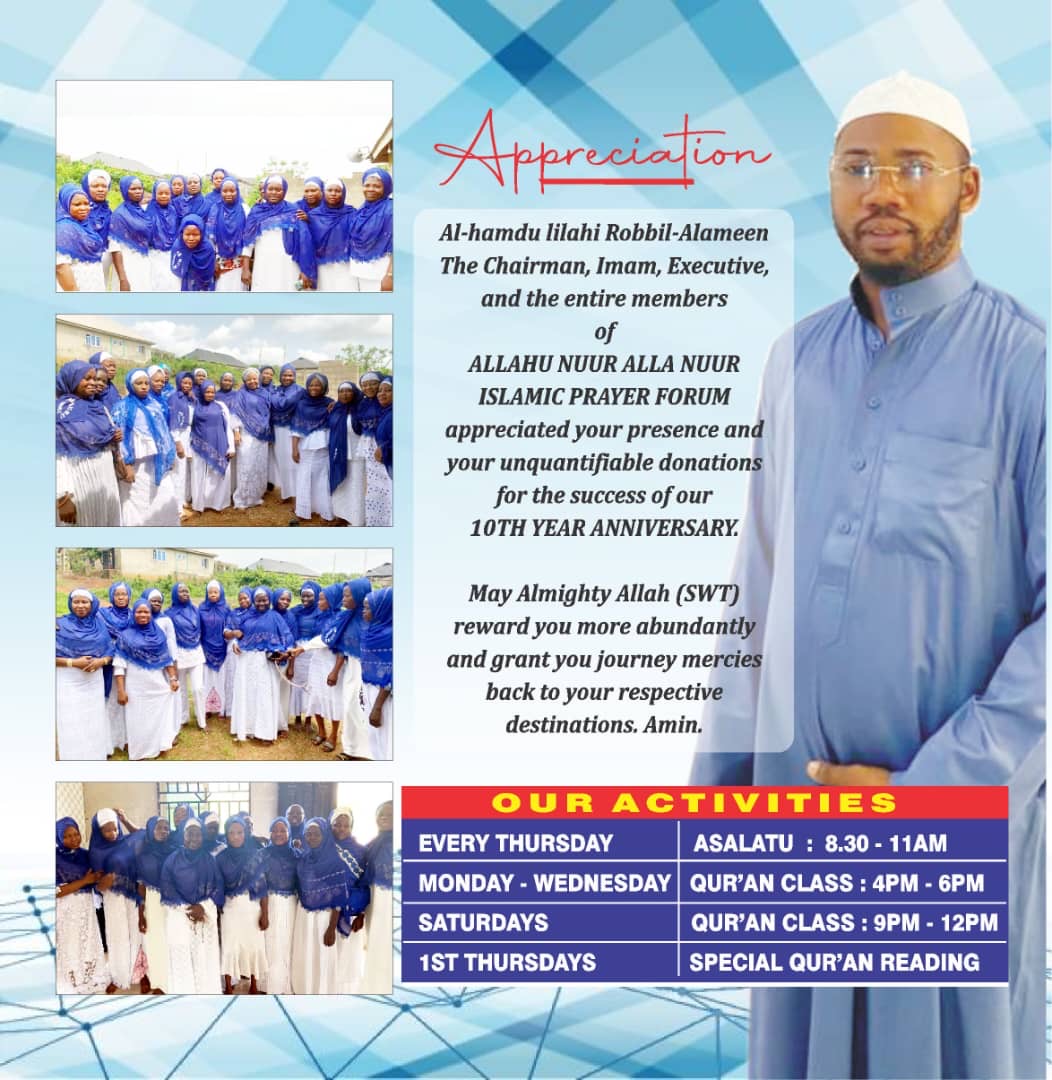 Appreciation
Al-hamdu lilahi Robbil-Alameen
The Chairman, Imam, Executive,
and the entire members
of
ALLAHU NUUR ALLA NUUR
ISLAMIC PRAYER FORUM
appreciated your presence and
your unquantifiable donations
for the success of our
10TH YEAR ANNIVERSARY.
May Almighty Allah (SWT)
reward you more abundantly
and grant you journey mercies
back to your respective
destinations. Amin.
OUR ACTIVITIES
EVERY THURSDAY ASALATU : 8.30 - 11AM
MONDAY - WEDNESDAY QUR'AN CLASS : 4PM - 6PM
SATURDAYS QUR'AN CLASS : 9PM - 12PM
1ST THURSDAYS SPECIAL QUR'AN READING